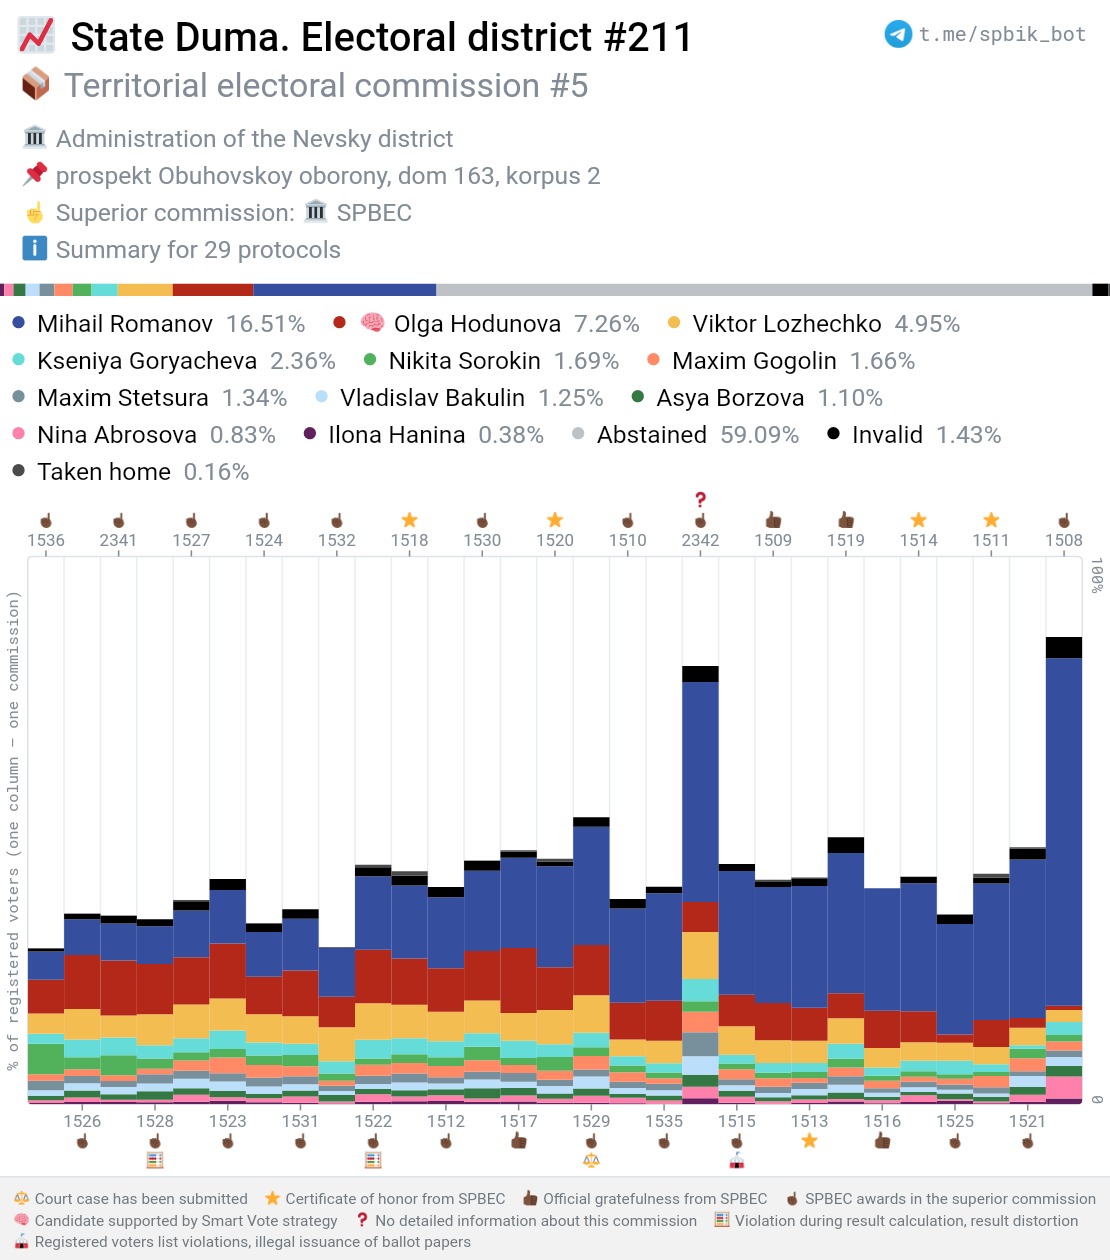 State Duma. Electoral district #211
t.me/spbik_bot
Territorial electoral commission #5
Administration of the Nevsky district
prospekt Obuhovskoy oborony, dom 163, korpus 2
Superior commission: SPBEC
Summary for 29 protocols
Mihail Romanov 16.51% Olga Hodunova 7.26% Viktor Lozhechko 4.95%
Kseniya Goryacheva 2.36% Nikita Sorokin 1.69% Maxim Gogolin 1.66%
Maxim Stetsura 1.34% Vladislav Bakulin 1.25% Asya Borzova 1.10%
Nina Abrosova 0.83% Ilona Hanina 0.38% Abstained 59.09% Invalid 1.43%
Taken home 0.16%
1536 2341 1527 1524 1532 1518 1530 1520 1510 2342 1509 1519 1514 1511 1508
100%
% of registered voters (one column – one commission)
0
1526 1528 1523 1531 1522 1512 1517 1529 1535 1515 1513 1516 1525 1521
Court case has been submitted Certificate of honor from SPBEC Official gratefulness from SPBEC SPBEC awards in the superior commission
Candidate supported by Smart Vote strategy No detailed information about this commission Violation during result calculation, result distortion
Registered voters list violations, illegal issuance of ballot papers